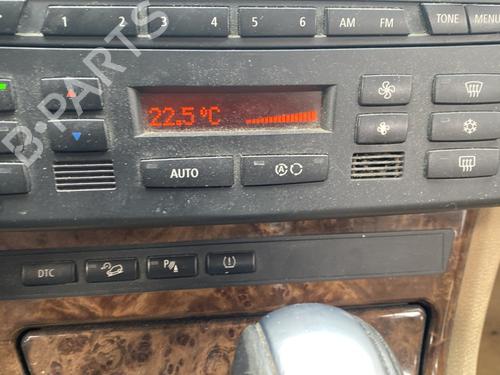 1 2 3 4 5 6 AM FM TONE MENU
B-PARTS
22.5°C
AUTO A
DTC P